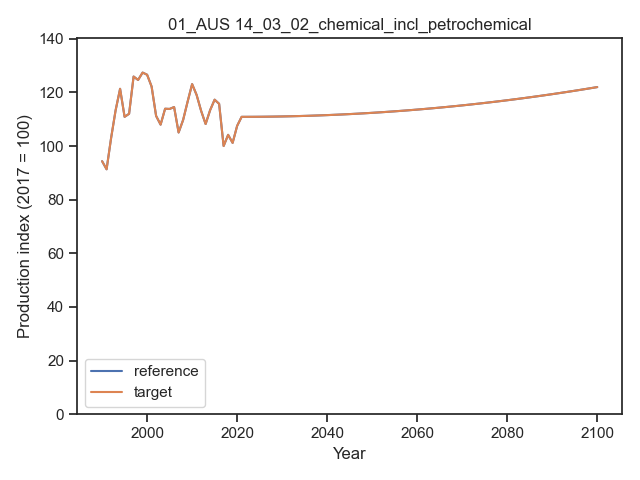 01_AUS 14_03_02_chemical_incl_petrochemical
Production index (2017 = 100)
140
120
100
80
60
40
20
0
reference
target
2000
2020
2040
2060
2080
2100
Year